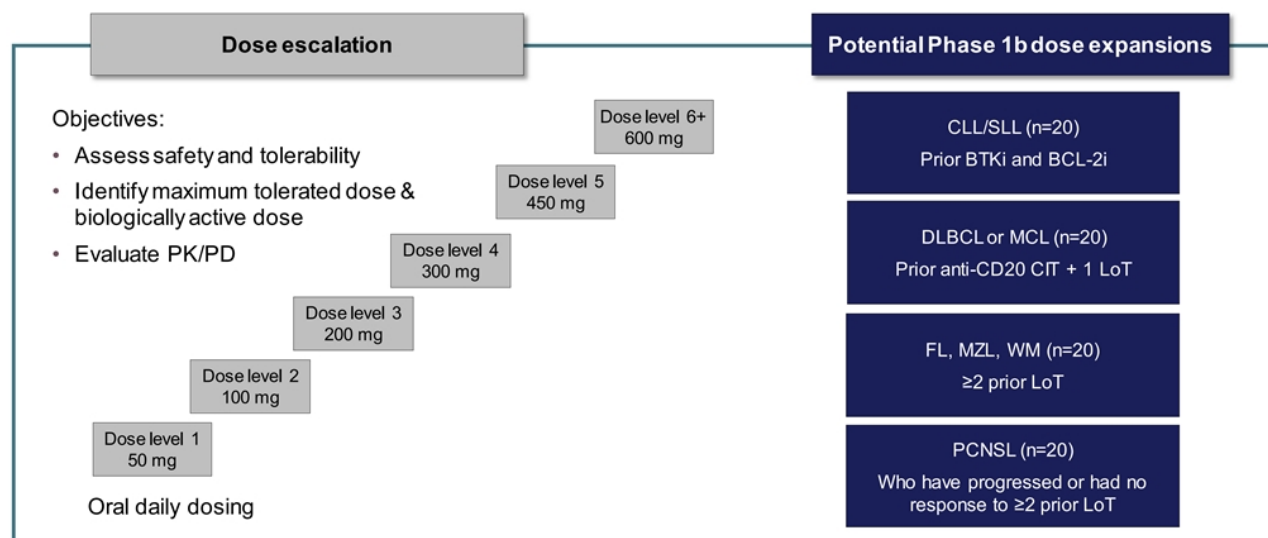 Dose escalation
Objectives:
• Assess safety and tolerability
• Identify maximum tolerated dose &
biologically active dose
• Evaluate PK/PD
Dose level 6+
600 mg
Dose level 5
450 mg
Dose level 4
300 mg
Dose level 3
200 mg
Dose level 2
100 mg
Dose level 1
50 mg
Oral daily dosing
Potential Phase 1b dose expansions
CLL/SLL (n=20)
Prior BTKi and BCL-2i
DLBCL or MCL (n=20)
Prior anti-CD20 CIT + 1 LoT
FL, MZL, WM (n=20)
≥2 prior LoT
PCNSL (n=20)
Who have progressed or had no
response to ≥2 prior LoT